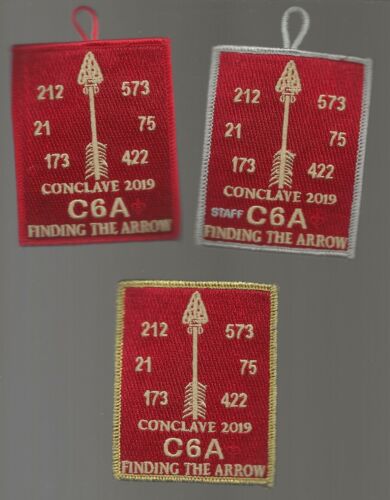 212 573
21 75
173 422
CONCLAVE 2019
C6A
FINDING THE ARROW
212 573
21 75
173 422
CONCLAVE 2019
STAFF C6A
FINDING THE ARROW
212 573
21 75
173 422
CONCLAVE 2019
C6A
FINDING THE ARROW